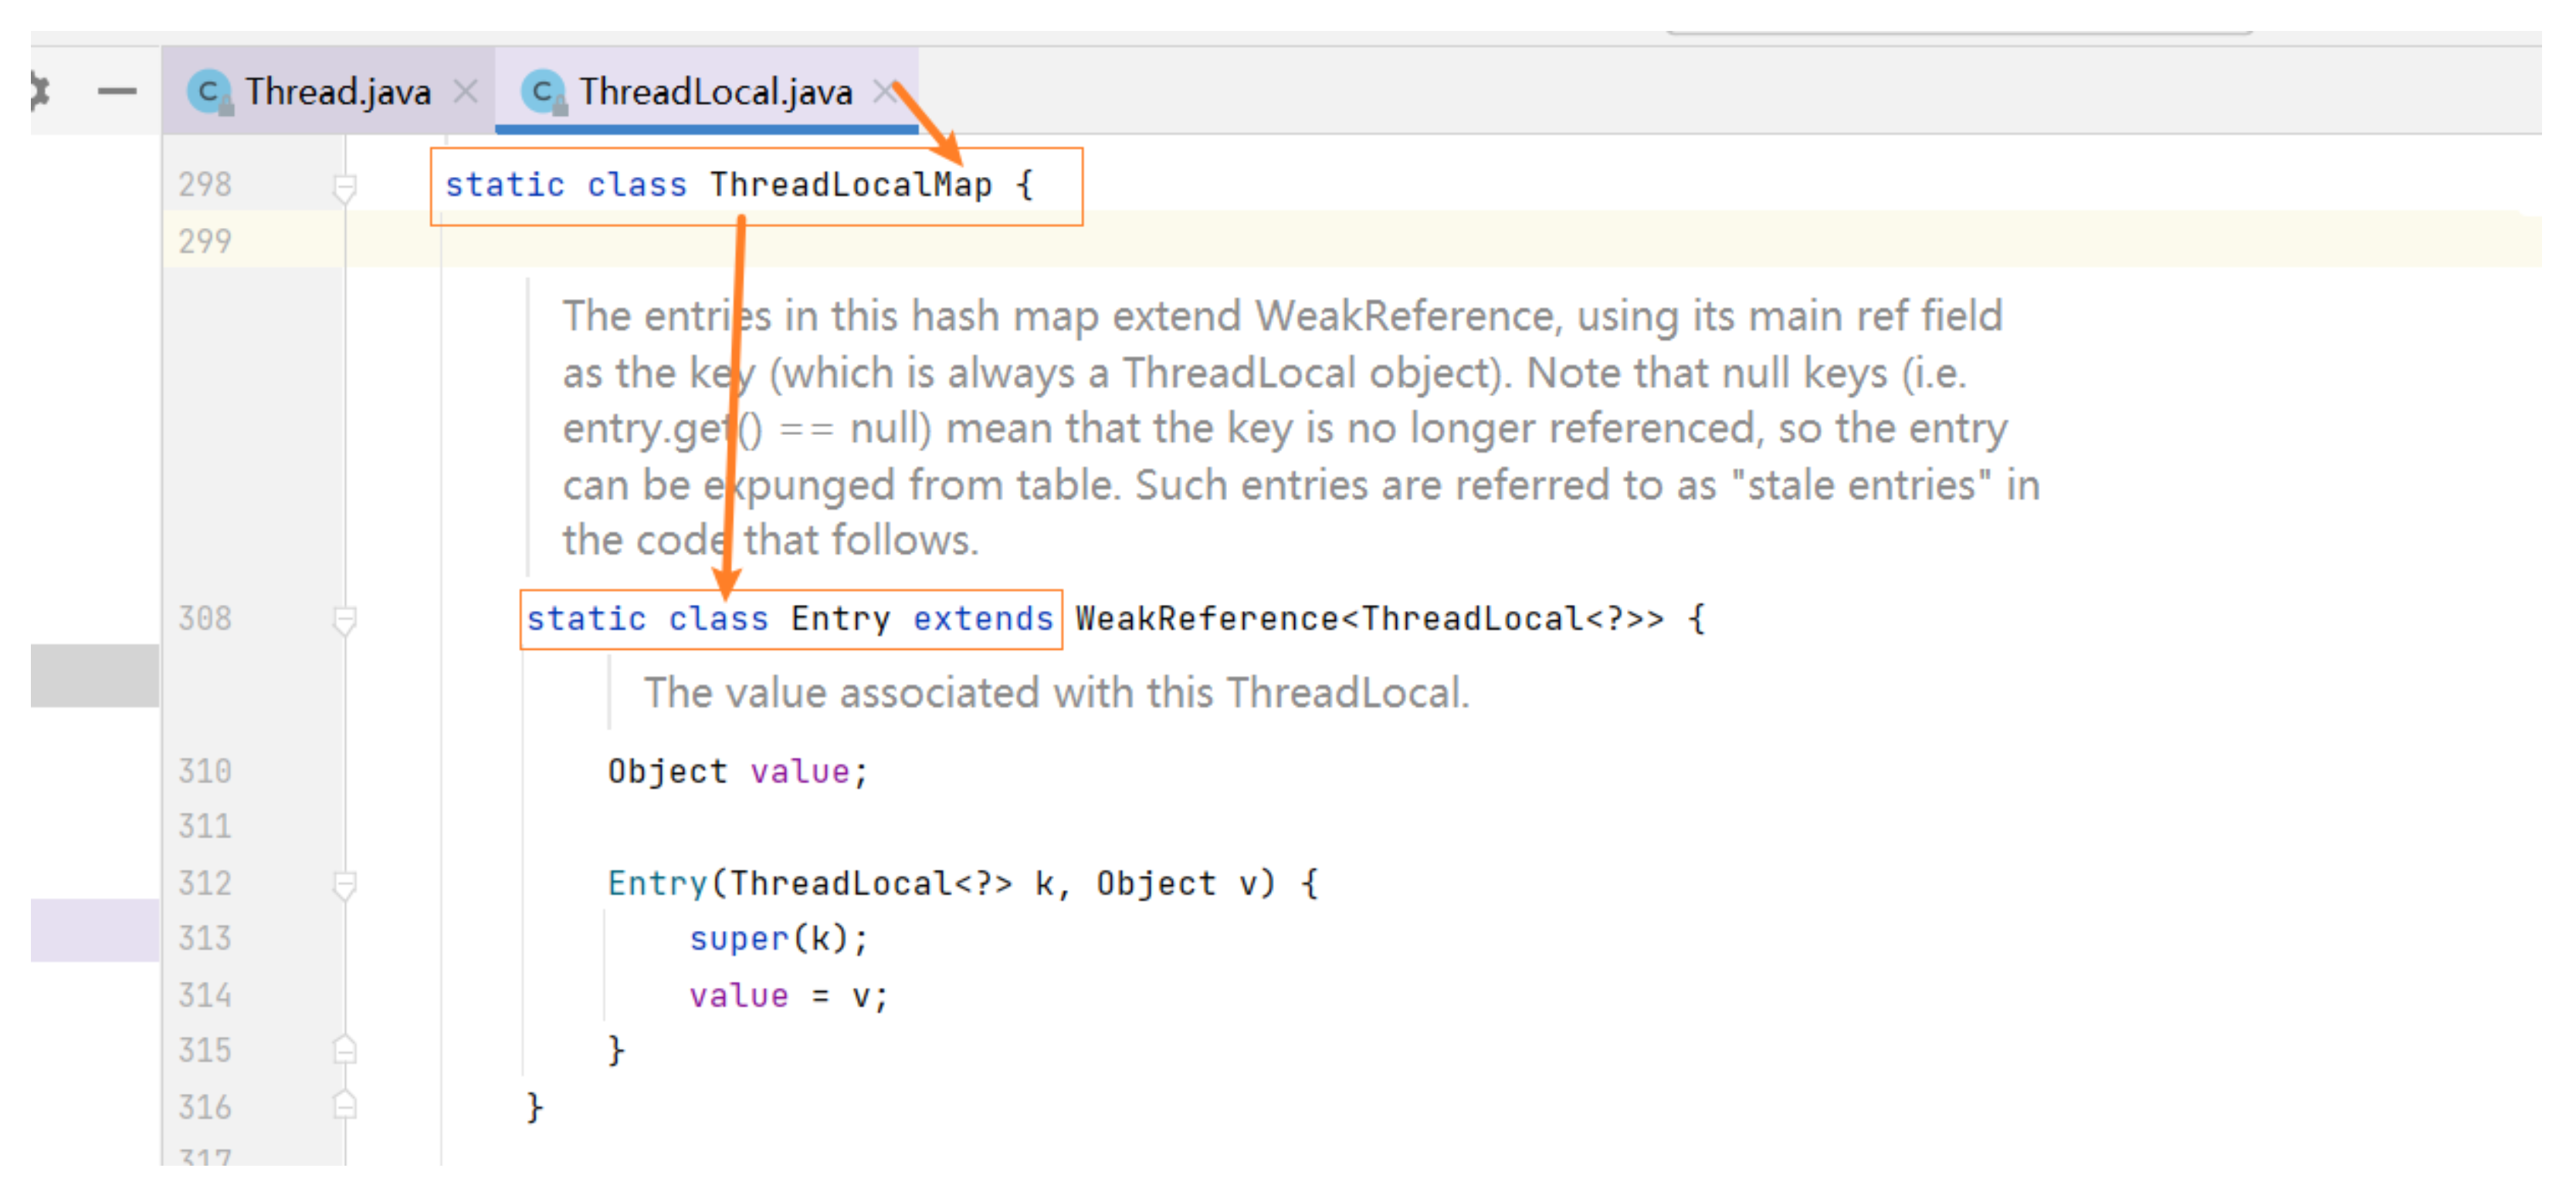 Thread.java ThreadLocal.java
298 static class ThreadLocalMap {
299
The entries in this hash map extend WeakReference, using its main ref field
as the key (which is always a ThreadLocal object). Note that null keys (i.e.
entry.get() == null) mean that the key is no longer referenced, so the entry
can be expunged from table. Such entries are referred to as "stale entries" in
the code that follows.
308 static class Entry extends WeakReference<ThreadLocal<?>> {
The value associated with this ThreadLocal.
310 Object value;
311
312 Entry(ThreadLocal<?> k, Object v) {
313 super(k);
314 value = v;
315 }
316 }
317